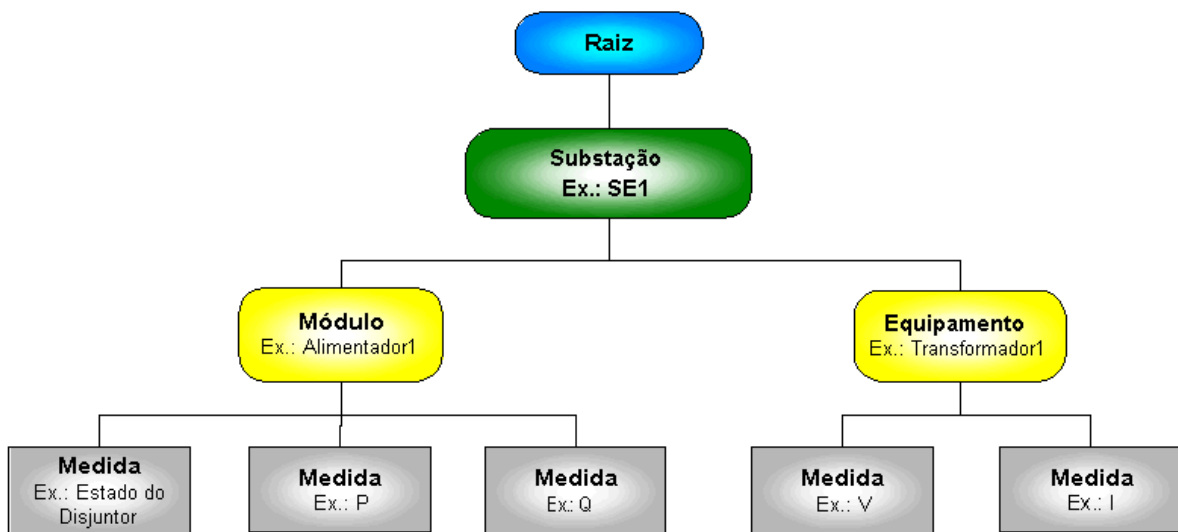 Raiz
Substação
Ex.: SE1
Módulo
Ex.: Alimentador1
Equipamento
Ex.: Transformador1
Medida
Ex.: Estado do
Disjuntor
Medida
Ex.: P
Medida
Ex.: Q
Medida
Ex.: V
Medida
Ex.: I